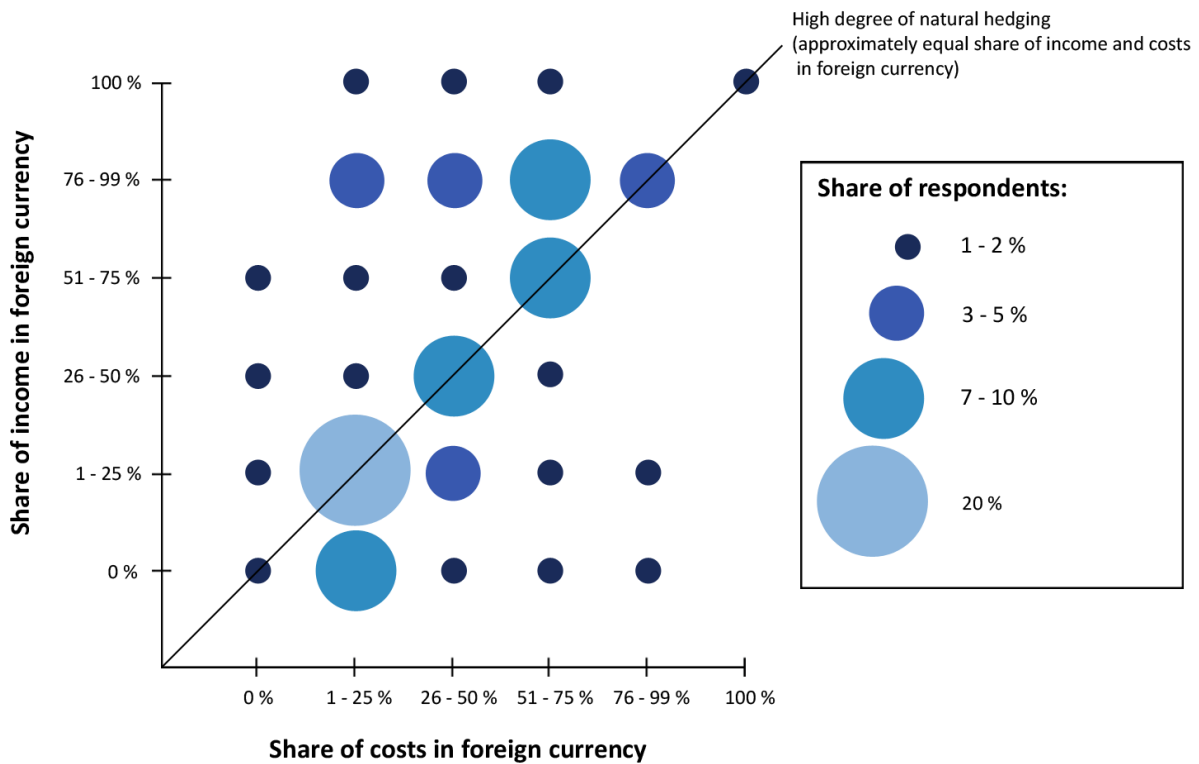 High degree of natural hedging
(approximately equal share of income and costs
in foreign currency)
Share of income in foreign currency
100 %
76 - 99 %
51 - 75 %
26 - 50 %
1 - 25 %
0 %
0 %
1 - 25 %
26 - 50 %
51 - 75 %
76 - 99 %
100 %
Share of costs in foreign currency
Share of respondents:
1 - 2 %
3 - 5 %
7 - 10 %
20 %